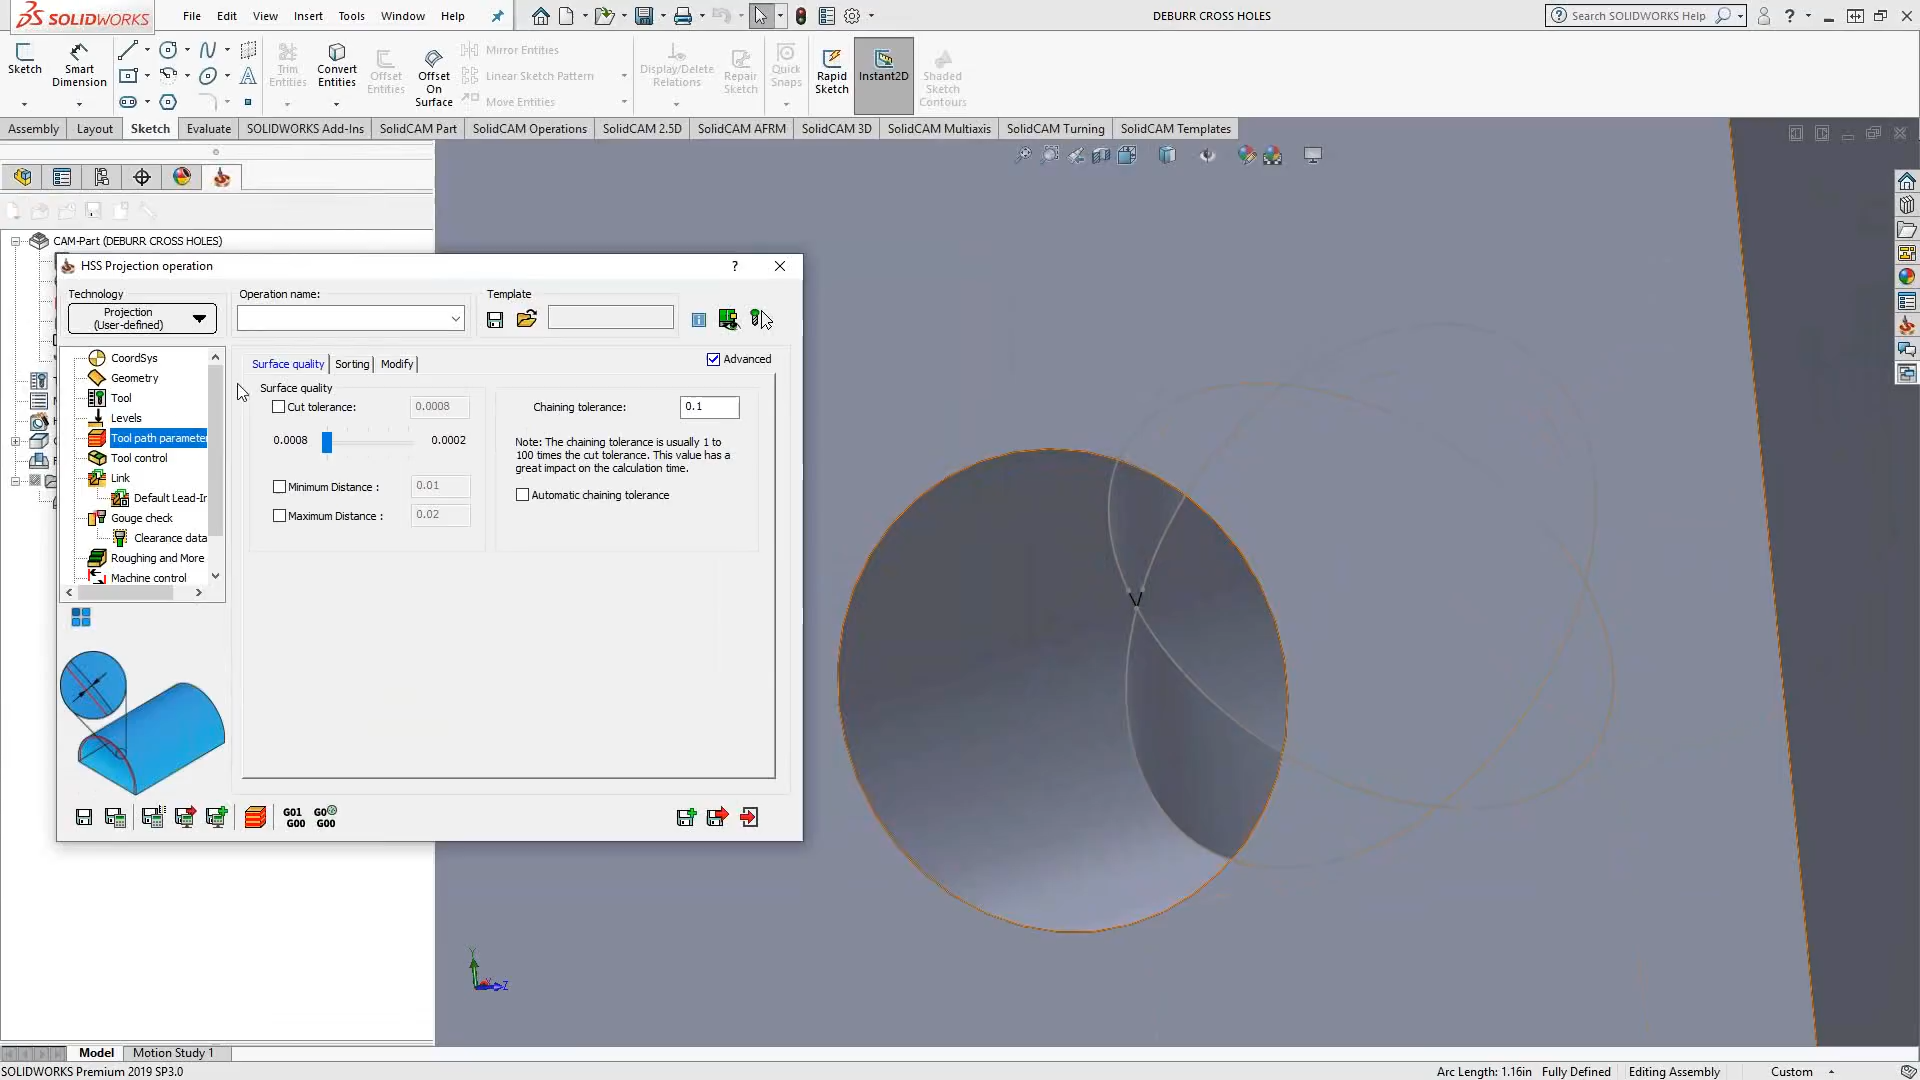 SOLIDWORKS
File Edit View Insert Tools Window Help
DEBURR CROSS HOLES
Search SOLIDWORKS Help
Sketch
Smart Dimension
Trim Entities
Convert Entities
Offset Entities
Offset On Surface
Mirror Entities
Linear Sketch Pattern
Move Entities
Display/Delete Relations
Repair Sketch
Quick Snaps
Rapid Sketch
Instant2D
Shaded Sketch Contours
Assembly Layout Sketch Evaluate SOLIDWORKS Add-Ins SolidCAM Part SolidCAM Operations SolidCAM 2.5D SolidCAM AFRM SolidCAM 3D SolidCAM Multiaxis SolidCAM Turning SolidCAM Templates
CAM-Part (DEBURR CROSS HOLES)
HSS Projection operation
?
Technology
Projection
(User-defined)
Operation name:
Template
CoordSys
Geometry
Tool
Levels
Tool path parameter
Tool control
Link
Default Lead-Ir
Gouge check
Clearance data
Roughing and More
Machine control
Surface quality Sorting Modify
Advanced
Surface quality
Cut tolerance: 0.0008
0.0008 0.0002
Minimum Distance : 0.01
Maximum Distance : 0.02
Chaining tolerance: 0.1
Note: The chaining tolerance is usually 1 to
100 times the cut tolerance. This value has a
great impact on the calculation time.
Automatic chaining tolerance
G01
G00
G0
G00
Y
Z
Model Motion Study 1
SOLIDWORKS Premium 2019 SP3.0
Arc Length: 1.16in Fully Defined Editing Assembly Custom